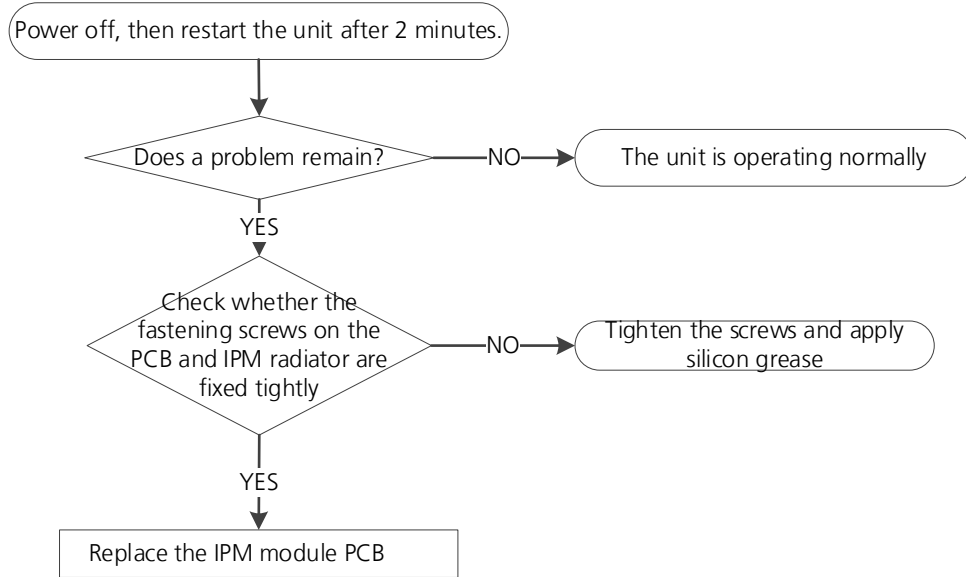 Power off, then restart the unit after 2 minutes.
Does a problem remain?
NO
The unit is operating normally
YES
Check whether the
fastening screws on the
PCB and IPM radiator are
fixed tightly
NO
Tighten the screws and apply
silicon grease
YES
Replace the IPM module PCB